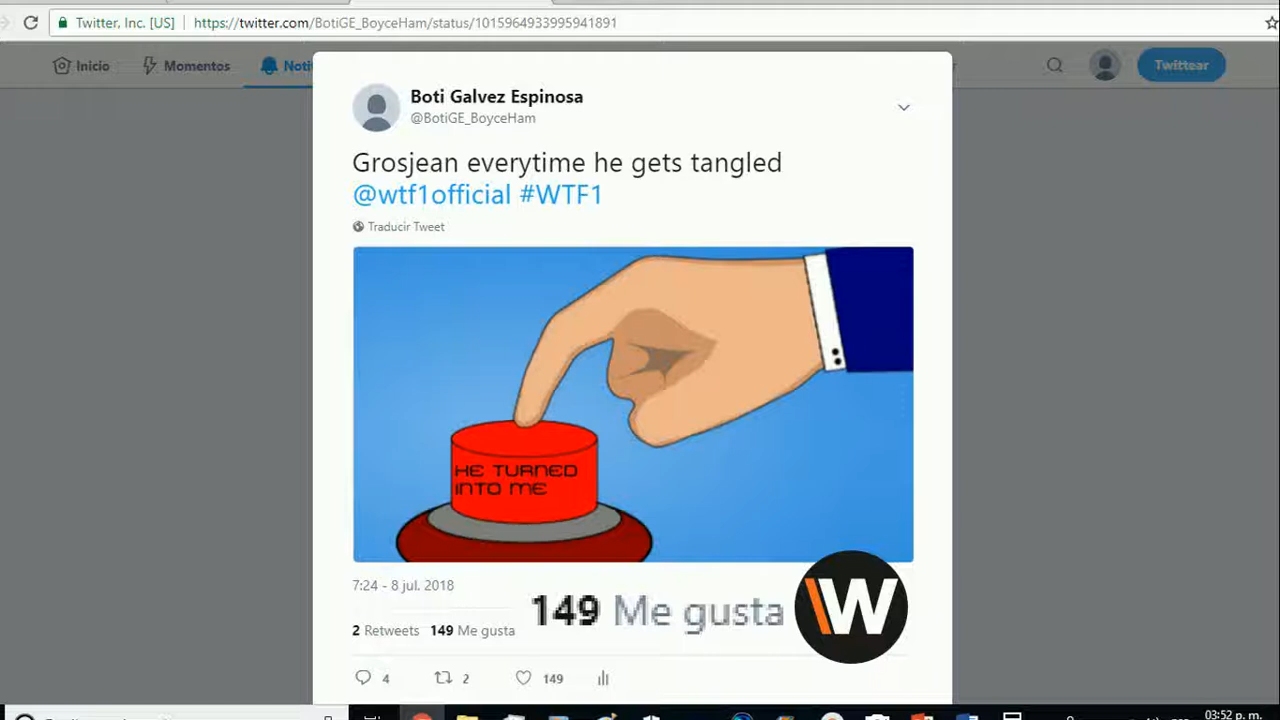 Twitter, Inc. [US] | https://twitter.com/BotiGE_BoyceHam/status/1015964933995941891
Inicio
Momentos
Noti
Twittear
Boti Galvez Espinosa
@BotiGE_BoyceHam
Grosjean everytime he gets tangled
@wtf1official #WTF1
Traducir Tweet
HE TURNED
INTO ME
7:24 - 8 jul. 2018
149 Me gusta
W
2 Retweets 149 Me gusta
4 2 149
03:52 p. m.